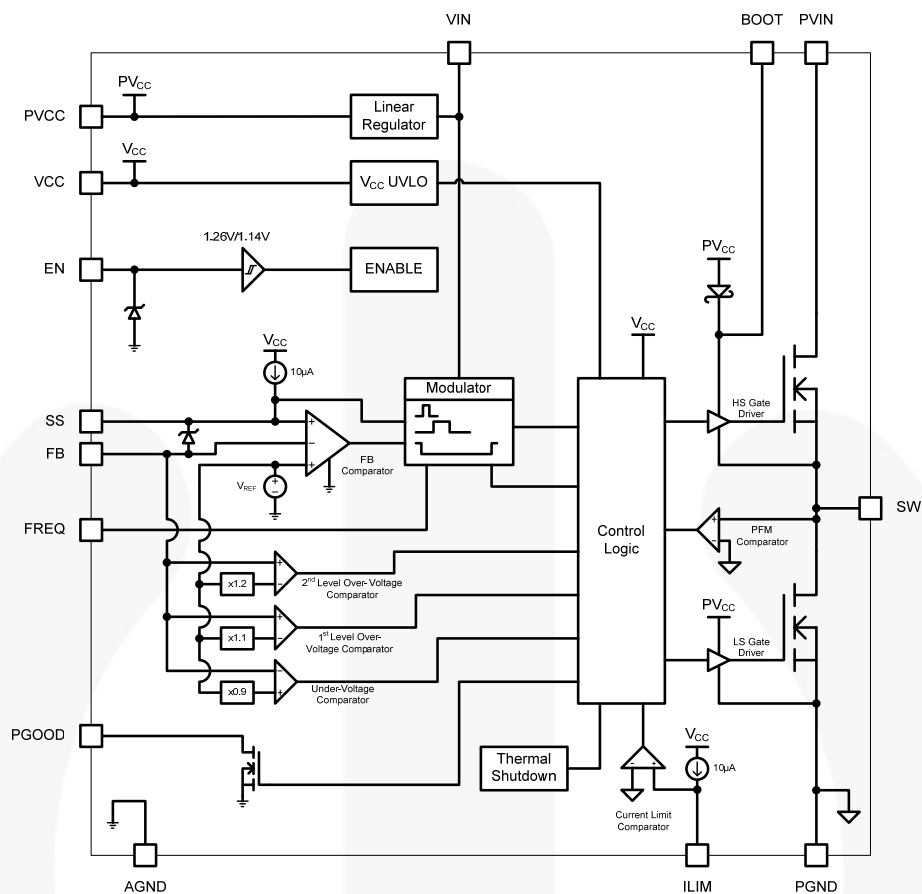 VIN
BOOT
PVIN
PVCC
PVCC
Linear
Regulator
VCC
VCC
VCC UVLO
EN
1.26V/1.14V
ENABLE
PVCC
VCC
10µA
VCC
Modulator
SS
+
HS Gate
Driver
FB
−
+
FB
Comparator
VREF
+
−
FREQ
SW
+
−
PFM
Comparator
Control
Logic
+
−
x1.2
2nd Level Over-Voltage
Comparator
PVCC
+
−
x1.1
1st Level Over-
Voltage Comparator
LS Gate
Driver
−
+
x0.9
Under-Voltage
Comparator
PGOOD
VCC
10µA
Thermal
Shutdown
-
+
Current Limit
Comparator
AGND
ILIM
PGND